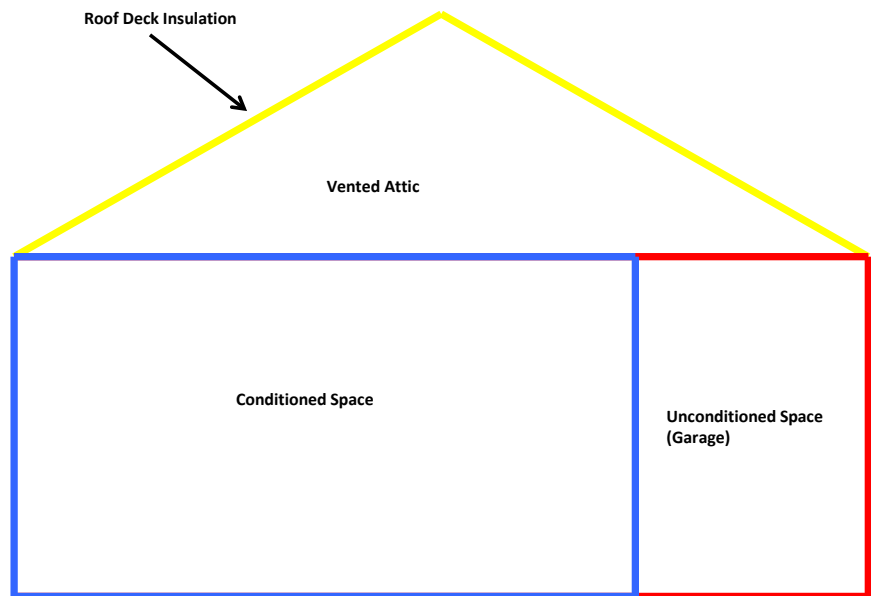 Roof Deck Insulation
Vented Attic
Conditioned Space
Unconditioned Space
(Garage)